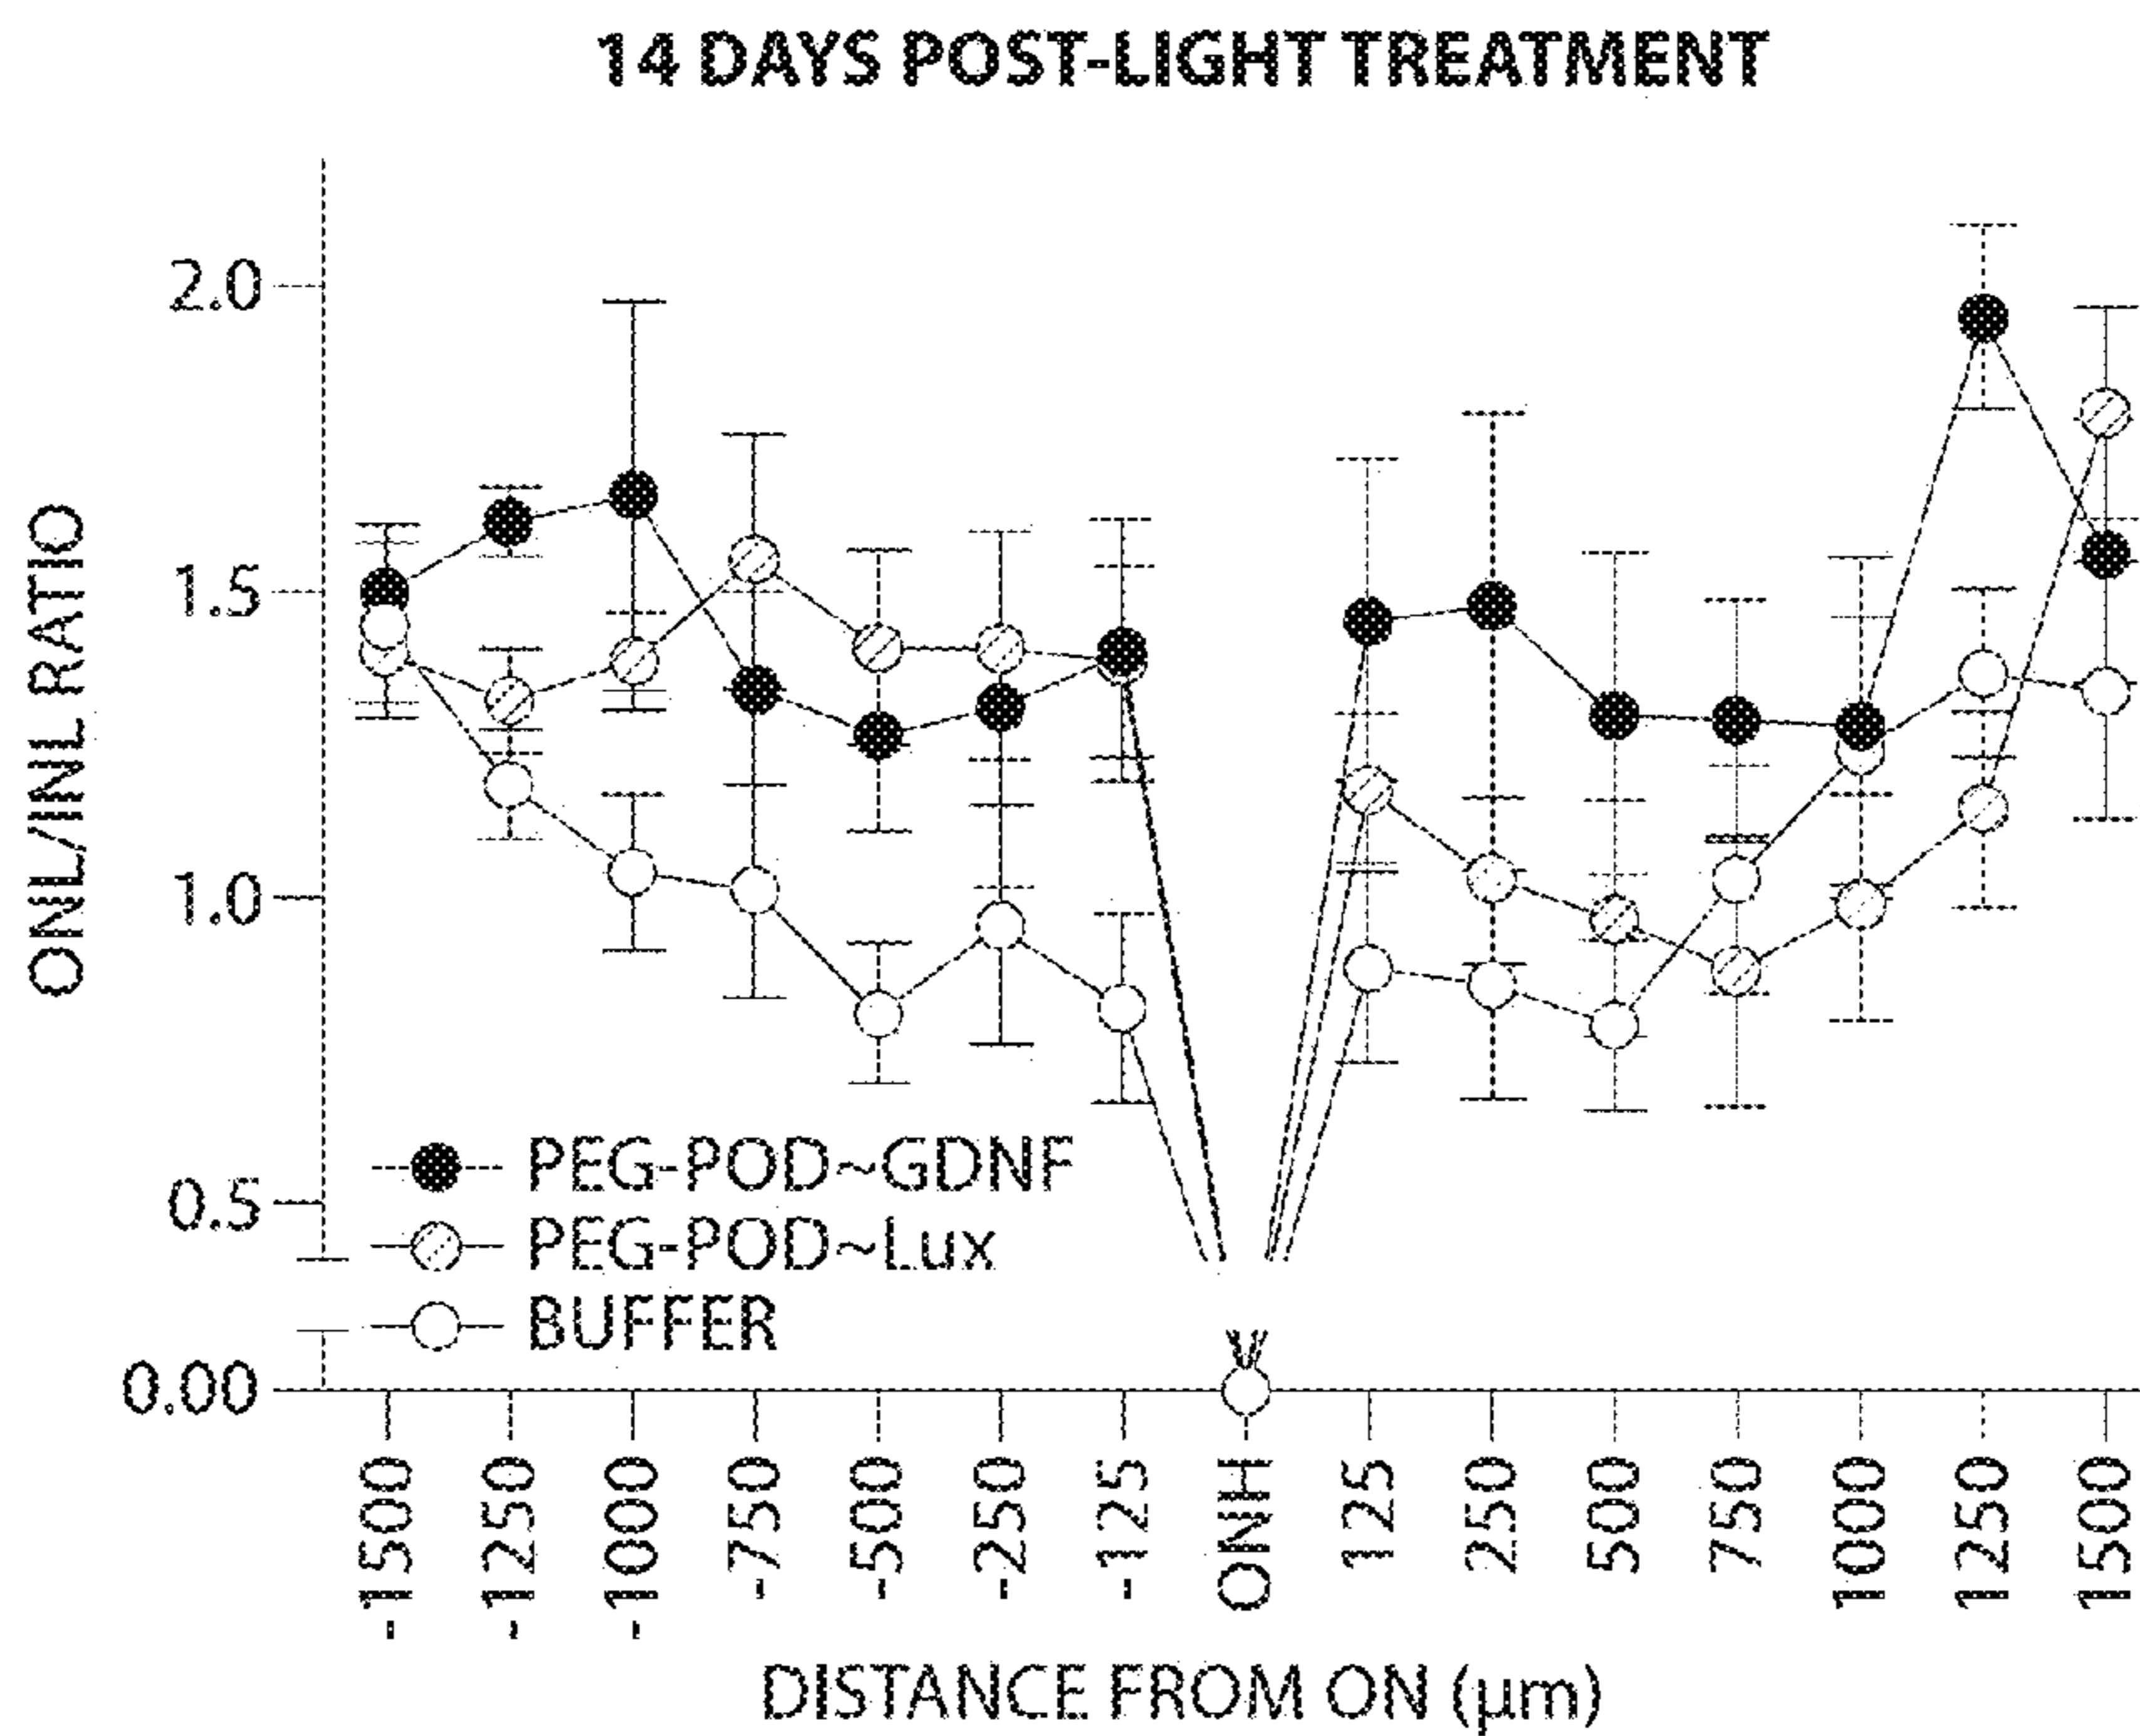 14 DAYS POST-LIGHT TREATMENT
ONL/INL RATIO
2.0
1.5
1.0
0.5
0.00
PEG-POD~GDNF
PEG-POD~Lux
BUFFER
-1500
-1250
-1000
-750
-500
-250
-125
ONH
125
250
500
750
1000
1250
1500
DISTANCE FROM ON (µm)